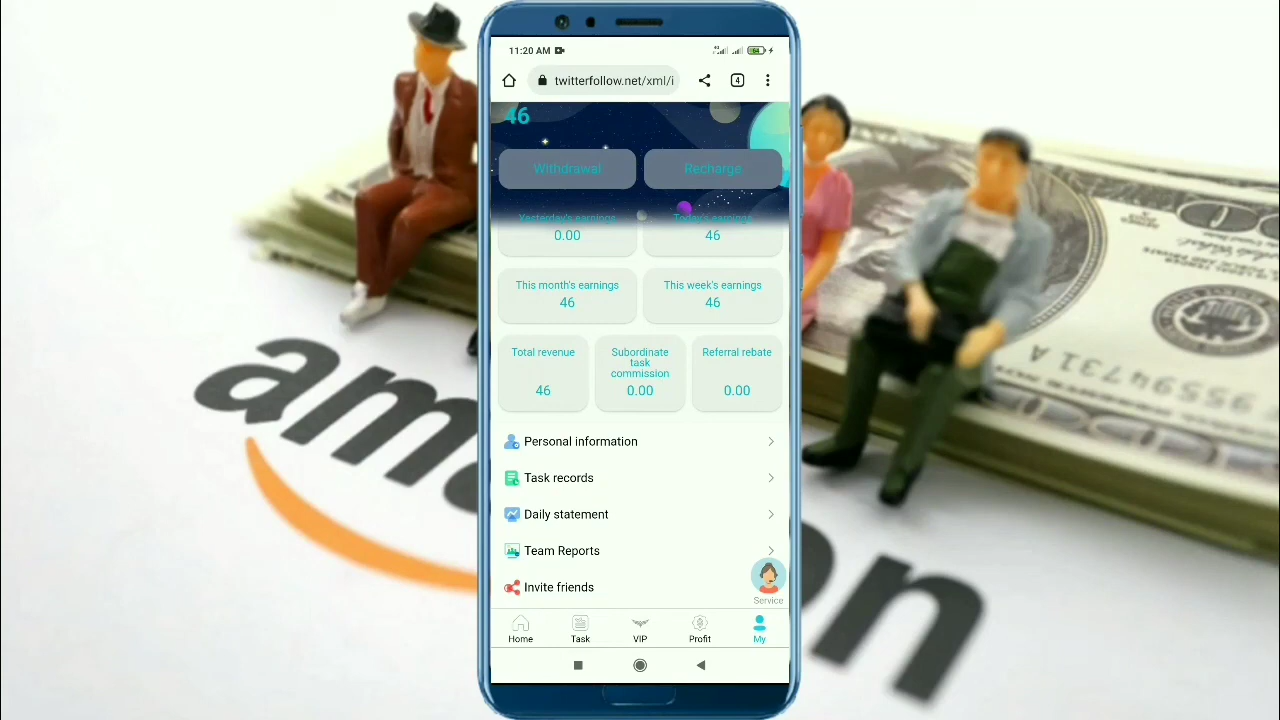 11:20 AM
64
twitterfollow.net/xml/i
4
46
Withdrawal
Recharge
Yesterday's earnings
Today's earnings
0.00
46
This month's earnings
This week's earnings
46
46
Total revenue
Subordinate
task
commission
Referral rebate
46
0.00
0.00
Personal information
Task records
Daily statement
Team Reports
Invite friends
Service
Home
Task
VIP
Profit
My